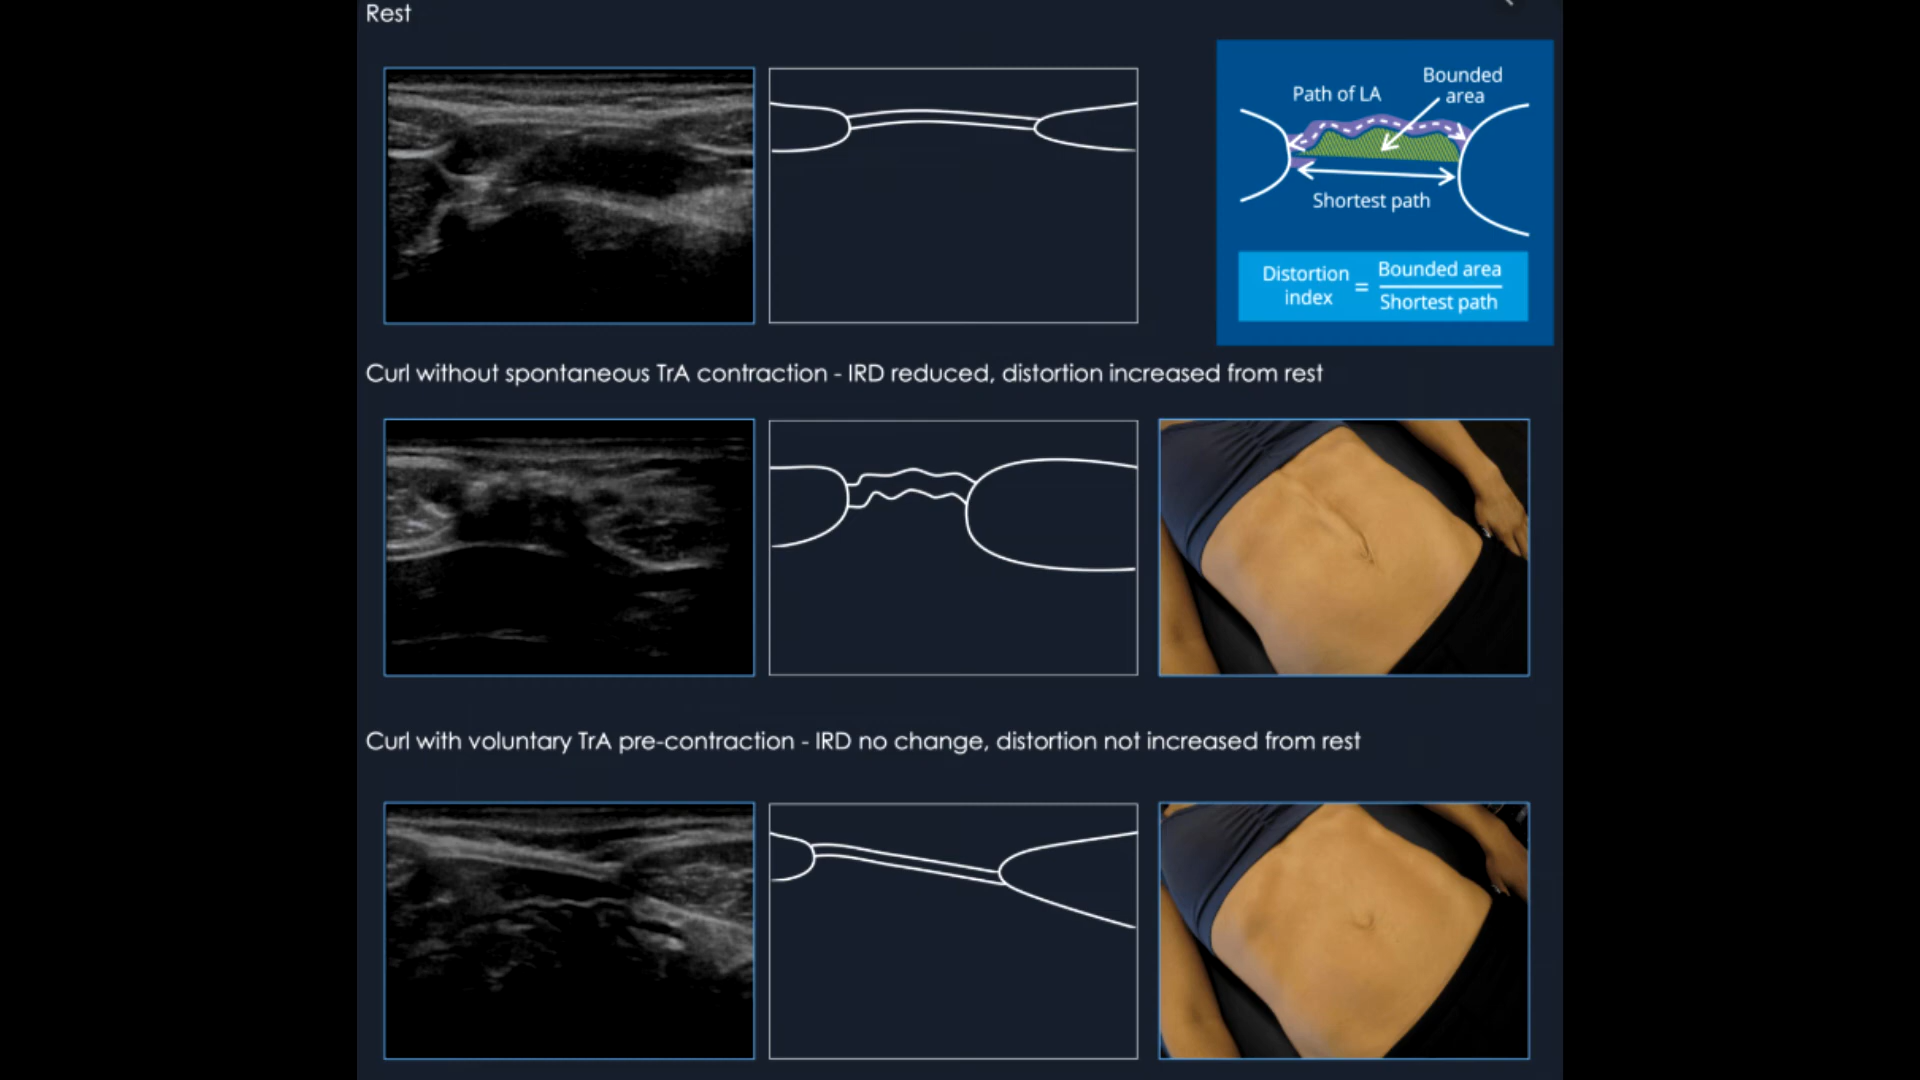 Rest
Path of LA
Bounded
area
Shortest path
Distortion
index
=
Bounded area
Shortest path
Curl without spontaneous TrA contraction - IRD reduced, distortion increased from rest
Curl with voluntary TrA pre-contraction - IRD no change, distortion not increased from rest